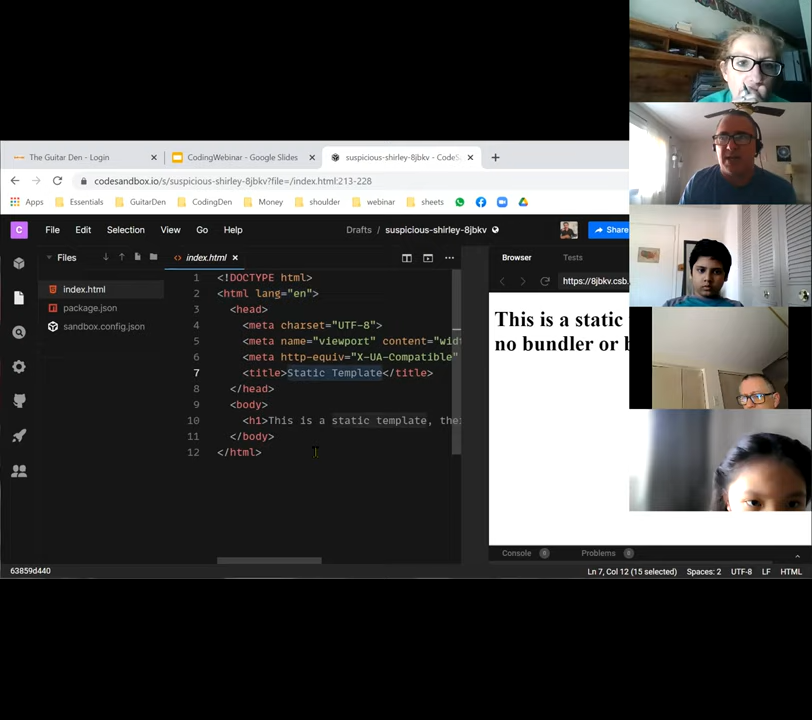 The Guitar Den - Login
CodingWebinar - Google Slides
suspicious-shirley-8jbkv - CodeS
codesandbox.io/s/suspicious-shirley-8jbkv?file=/index.html:213-228
Apps Essentials GuitarDen CodingDen Money shoulder webinar sheets
File Edit Selection View Go Help
Drafts / suspicious-shirley-8jbkv
Share
Files
index.html
package.json
sandbox.config.json
index.html
1 <!DOCTYPE html>
2 <html lang="en">
3 <head>
4 <meta charset="UTF-8"
5 <meta name="viewport" content="widt
6 <meta http-equiv="X-UA-Compatible"
7 <title>Static Template</title>
8 </head>
9 <body>
10 <h1>This is a static template, the
11 </body>
12 </html>
Browser Tests
https://8jbkv.csb.
This is a static
no bundler or b
Console 0 Problems 0
63859d440
Ln 7, Col 12 (15 selected) Spaces: 2 UTF-8 LF HTML